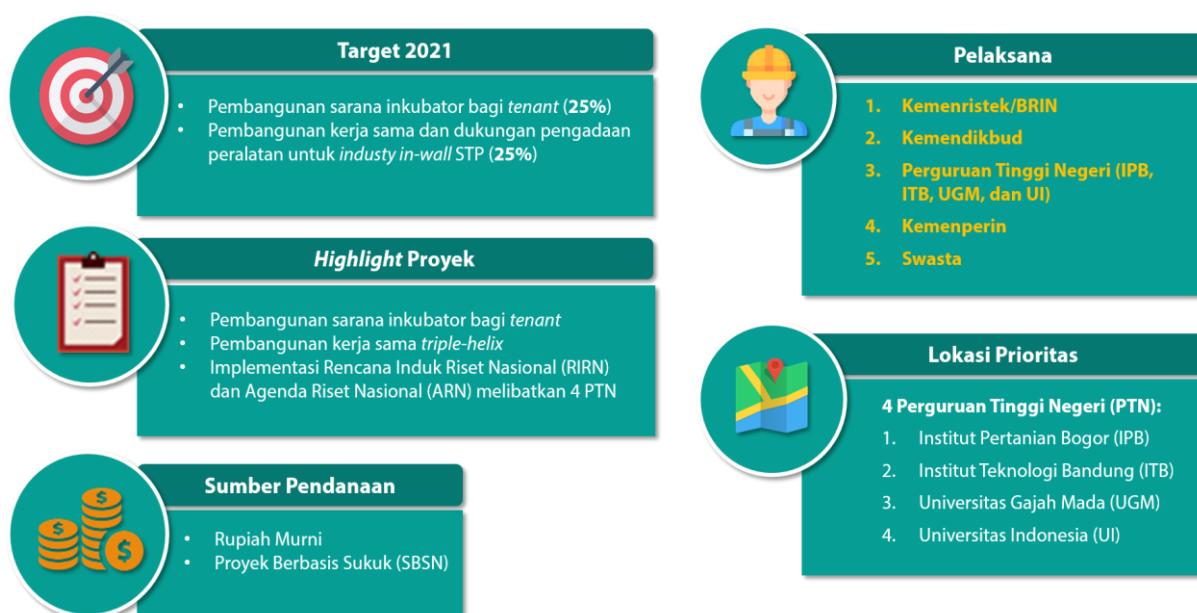 Target 2021
• Pembangunan sarana inkubator bagi tenant (25%)
• Pembangunan kerja sama dan dukungan pengadaan
peralatan untuk industy in-wall STP (25%)
Highlight Proyek
• Pembangunan sarana inkubator bagi tenant
• Pembangunan kerja sama triple-helix
• Implementasi Rencana Induk Riset Nasional (RIRN)
dan Agenda Riset Nasional (ARN) melibatkan 4 PTN
Sumber Pendanaan
• Rupiah Murni
• Proyek Berbasis Sukuk (SBSN)
Pelaksana
1. Kemenristek/BRIN
2. Kemendikbud
3. Perguruan Tinggi Negeri (IPB,
ITB, UGM, dan UI)
4. Kemenperin
5. Swasta
Lokasi Prioritas
4 Perguruan Tinggi Negeri (PTN):
1. Institut Pertanian Bogor (IPB)
2. Institut Teknologi Bandung (ITB)
3. Universitas Gajah Mada (UGM)
4. Universitas Indonesia (UI)